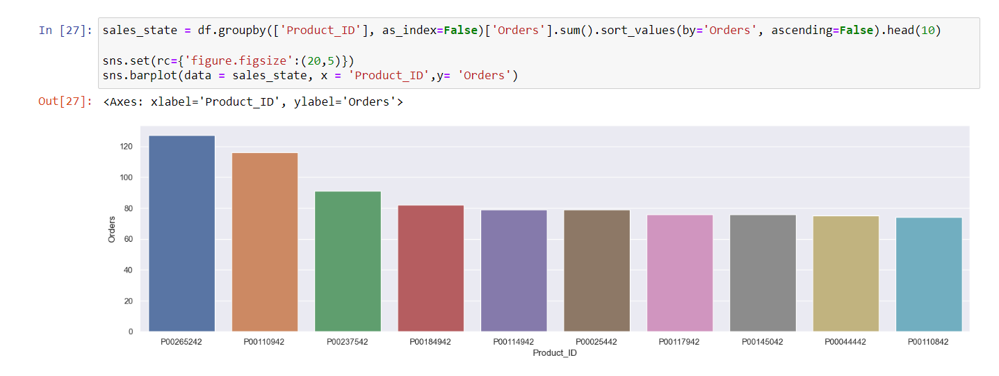 In [27]: sales_state = df.groupby(['Product_ID'], as_index=False)['Orders'].sum().sort_values(by='Orders', ascending=False).head(10)
sns.set(rc={'figure.figsize':(20,5)})
sns.barplot(data = sales_state, x = 'Product_ID',y= 'Orders')
Out[27]: <Axes: xlabel='Product_ID', ylabel='Orders'>
120
100
80
60
40
20
0
Orders
P00265242 P00110942 P00237542 P00184942 P00114942 P00025442 P00117942 P00145042 P00044442 P00110842
Product_ID